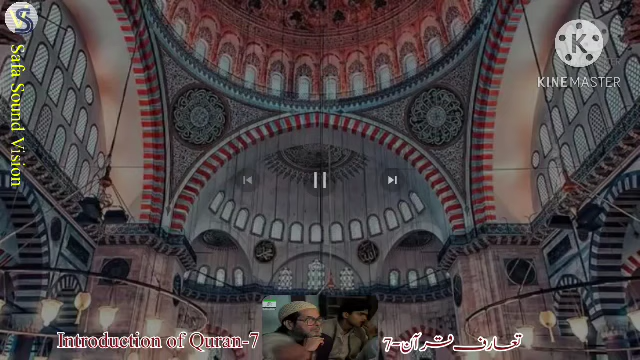 Safa Sound Vision
KINEMASTER
Introduction of Quran-7
تعارف قرآن-7